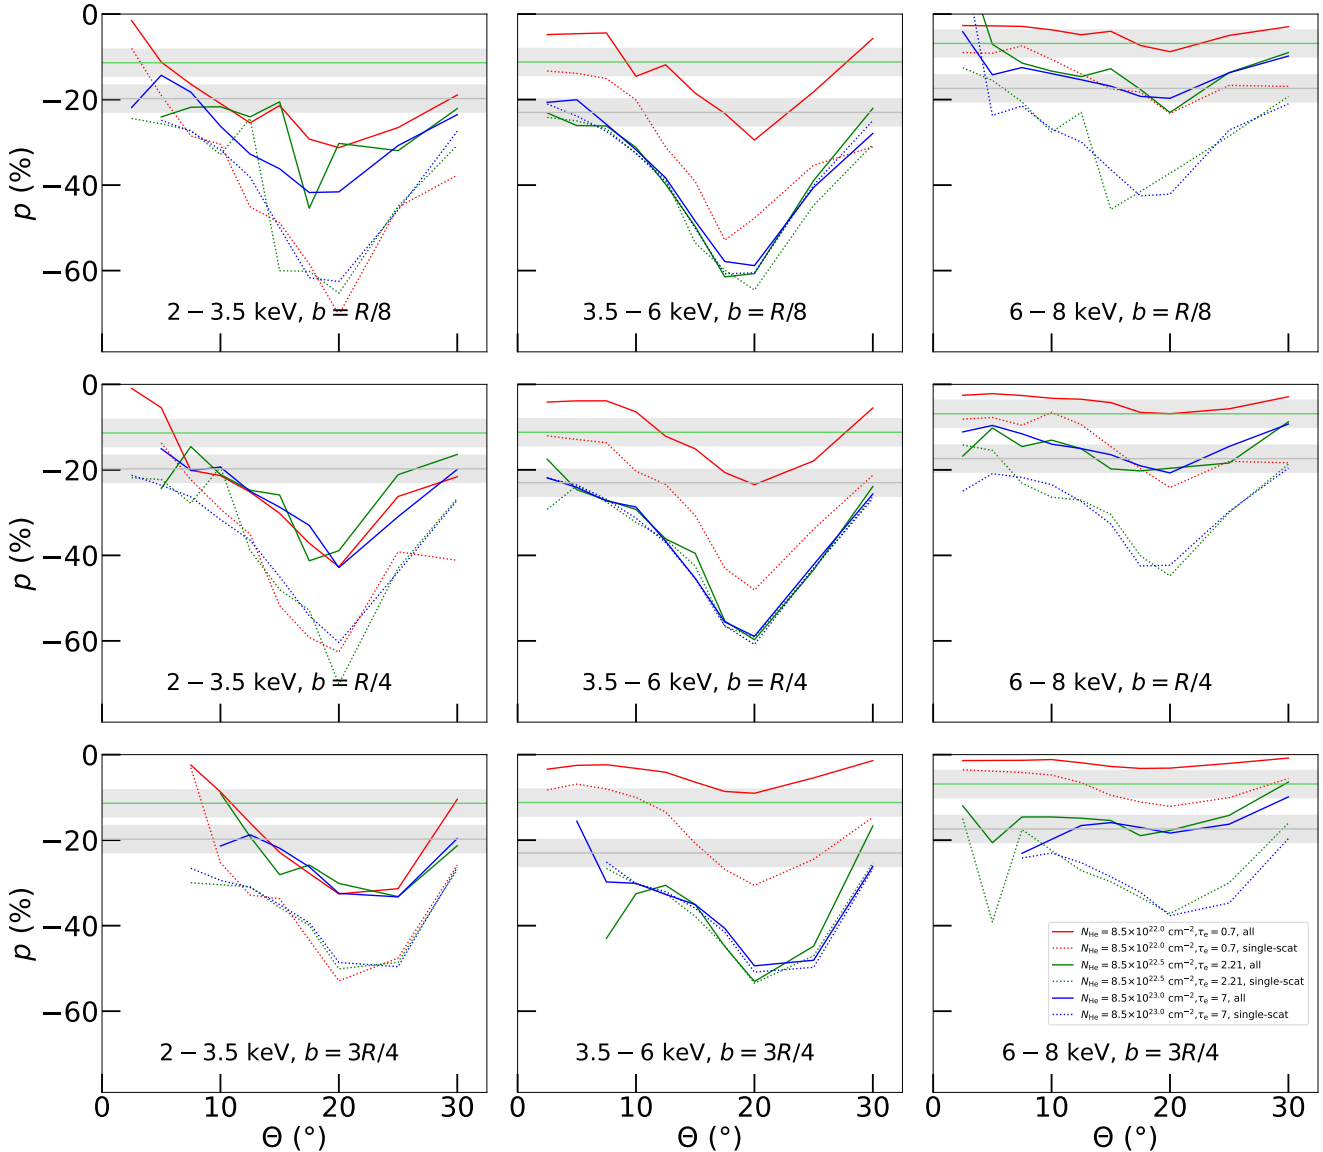 0
−20
−40
−60
p (%)
2 − 3.5 keV, b = R/8
3.5 − 6 keV, b = R/8
6 − 8 keV, b = R/8
0
−20
−40
−60
p (%)
2 − 3.5 keV, b = R/4
3.5 − 6 keV, b = R/4
6 − 8 keV, b = R/4
0
−20
−40
−60
p (%)
2 − 3.5 keV, b = 3R/4
3.5 − 6 keV, b = 3R/4
6 − 8 keV, b = 3R/4
N_He = 8.5×10^22.0 cm^−2, τ_e = 0.7, all
N_He = 8.5×10^22.0 cm^−2, τ_e = 0.7, single-scat
N_He = 8.5×10^22.5 cm^−2, τ_e = 2.21, all
N_He = 8.5×10^22.5 cm^−2, τ_e = 2.21, single-scat
N_He = 8.5×10^23.0 cm^−2, τ_e = 7, all
N_He = 8.5×10^23.0 cm^−2, τ_e = 7, single-scat
0 10 20 30 0 10 20 30 0 10 20 30
Θ (°) Θ (°) Θ (°)